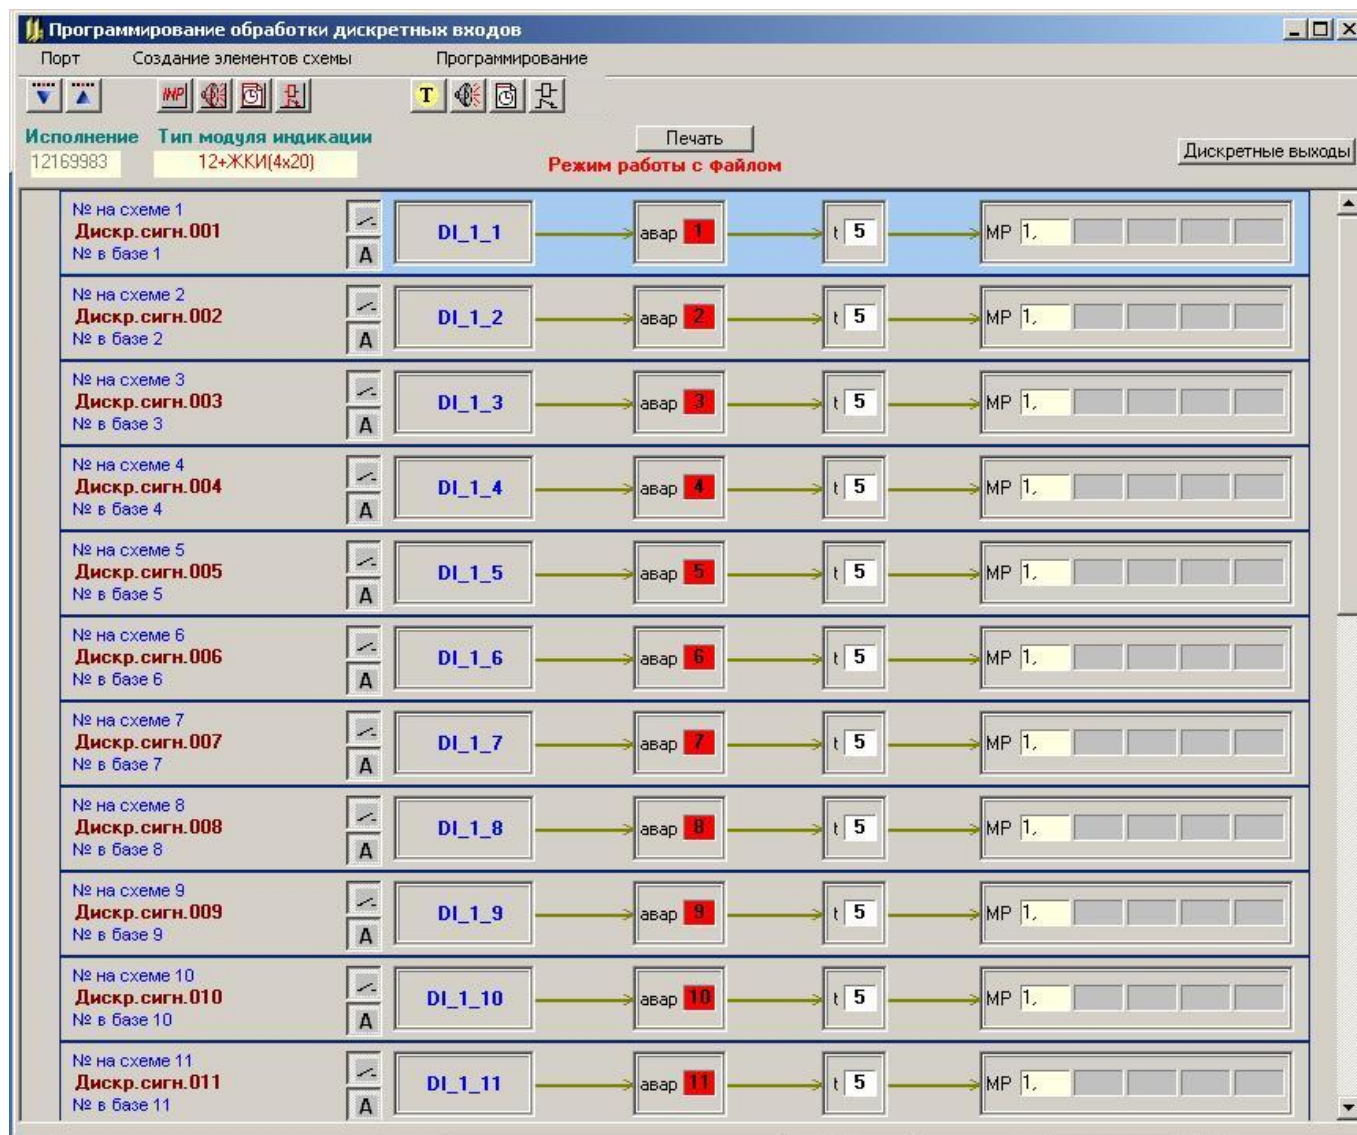 Программирование обработки дискретных входов
Порт Создание элементов схемы Программирование
INP T
Исполнение Тип модуля индикации Печать
12169983 12+ЖКИ(4х20) Режим работы с файлом Дискретные выходы
№ на схеме 1
Дискр.сигн.001 DI_1_1 авар 1 t 5 МР 1,
№ в базе 1 A
№ на схеме 2
Дискр.сигн.002 DI_1_2 авар 2 t 5 МР 1,
№ в базе 2 A
№ на схеме 3
Дискр.сигн.003 DI_1_3 авар 3 t 5 МР 1,
№ в базе 3 A
№ на схеме 4
Дискр.сигн.004 DI_1_4 авар 4 t 5 МР 1,
№ в базе 4 A
№ на схеме 5
Дискр.сигн.005 DI_1_5 авар 5 t 5 МР 1,
№ в базе 5 A
№ на схеме 6
Дискр.сигн.006 DI_1_6 авар 6 t 5 МР 1,
№ в базе 6 A
№ на схеме 7
Дискр.сигн.007 DI_1_7 авар 7 t 5 МР 1,
№ в базе 7 A
№ на схеме 8
Дискр.сигн.008 DI_1_8 авар 8 t 5 МР 1,
№ в базе 8 A
№ на схеме 9
Дискр.сигн.009 DI_1_9 авар 9 t 5 МР 1,
№ в базе 9 A
№ на схеме 10
Дискр.сигн.010 DI_1_10 авар 10 t 5 МР 1,
№ в базе 10 A
№ на схеме 11
Дискр.сигн.011 DI_1_11 авар 11 t 5 МР 1,
№ в базе 11 A